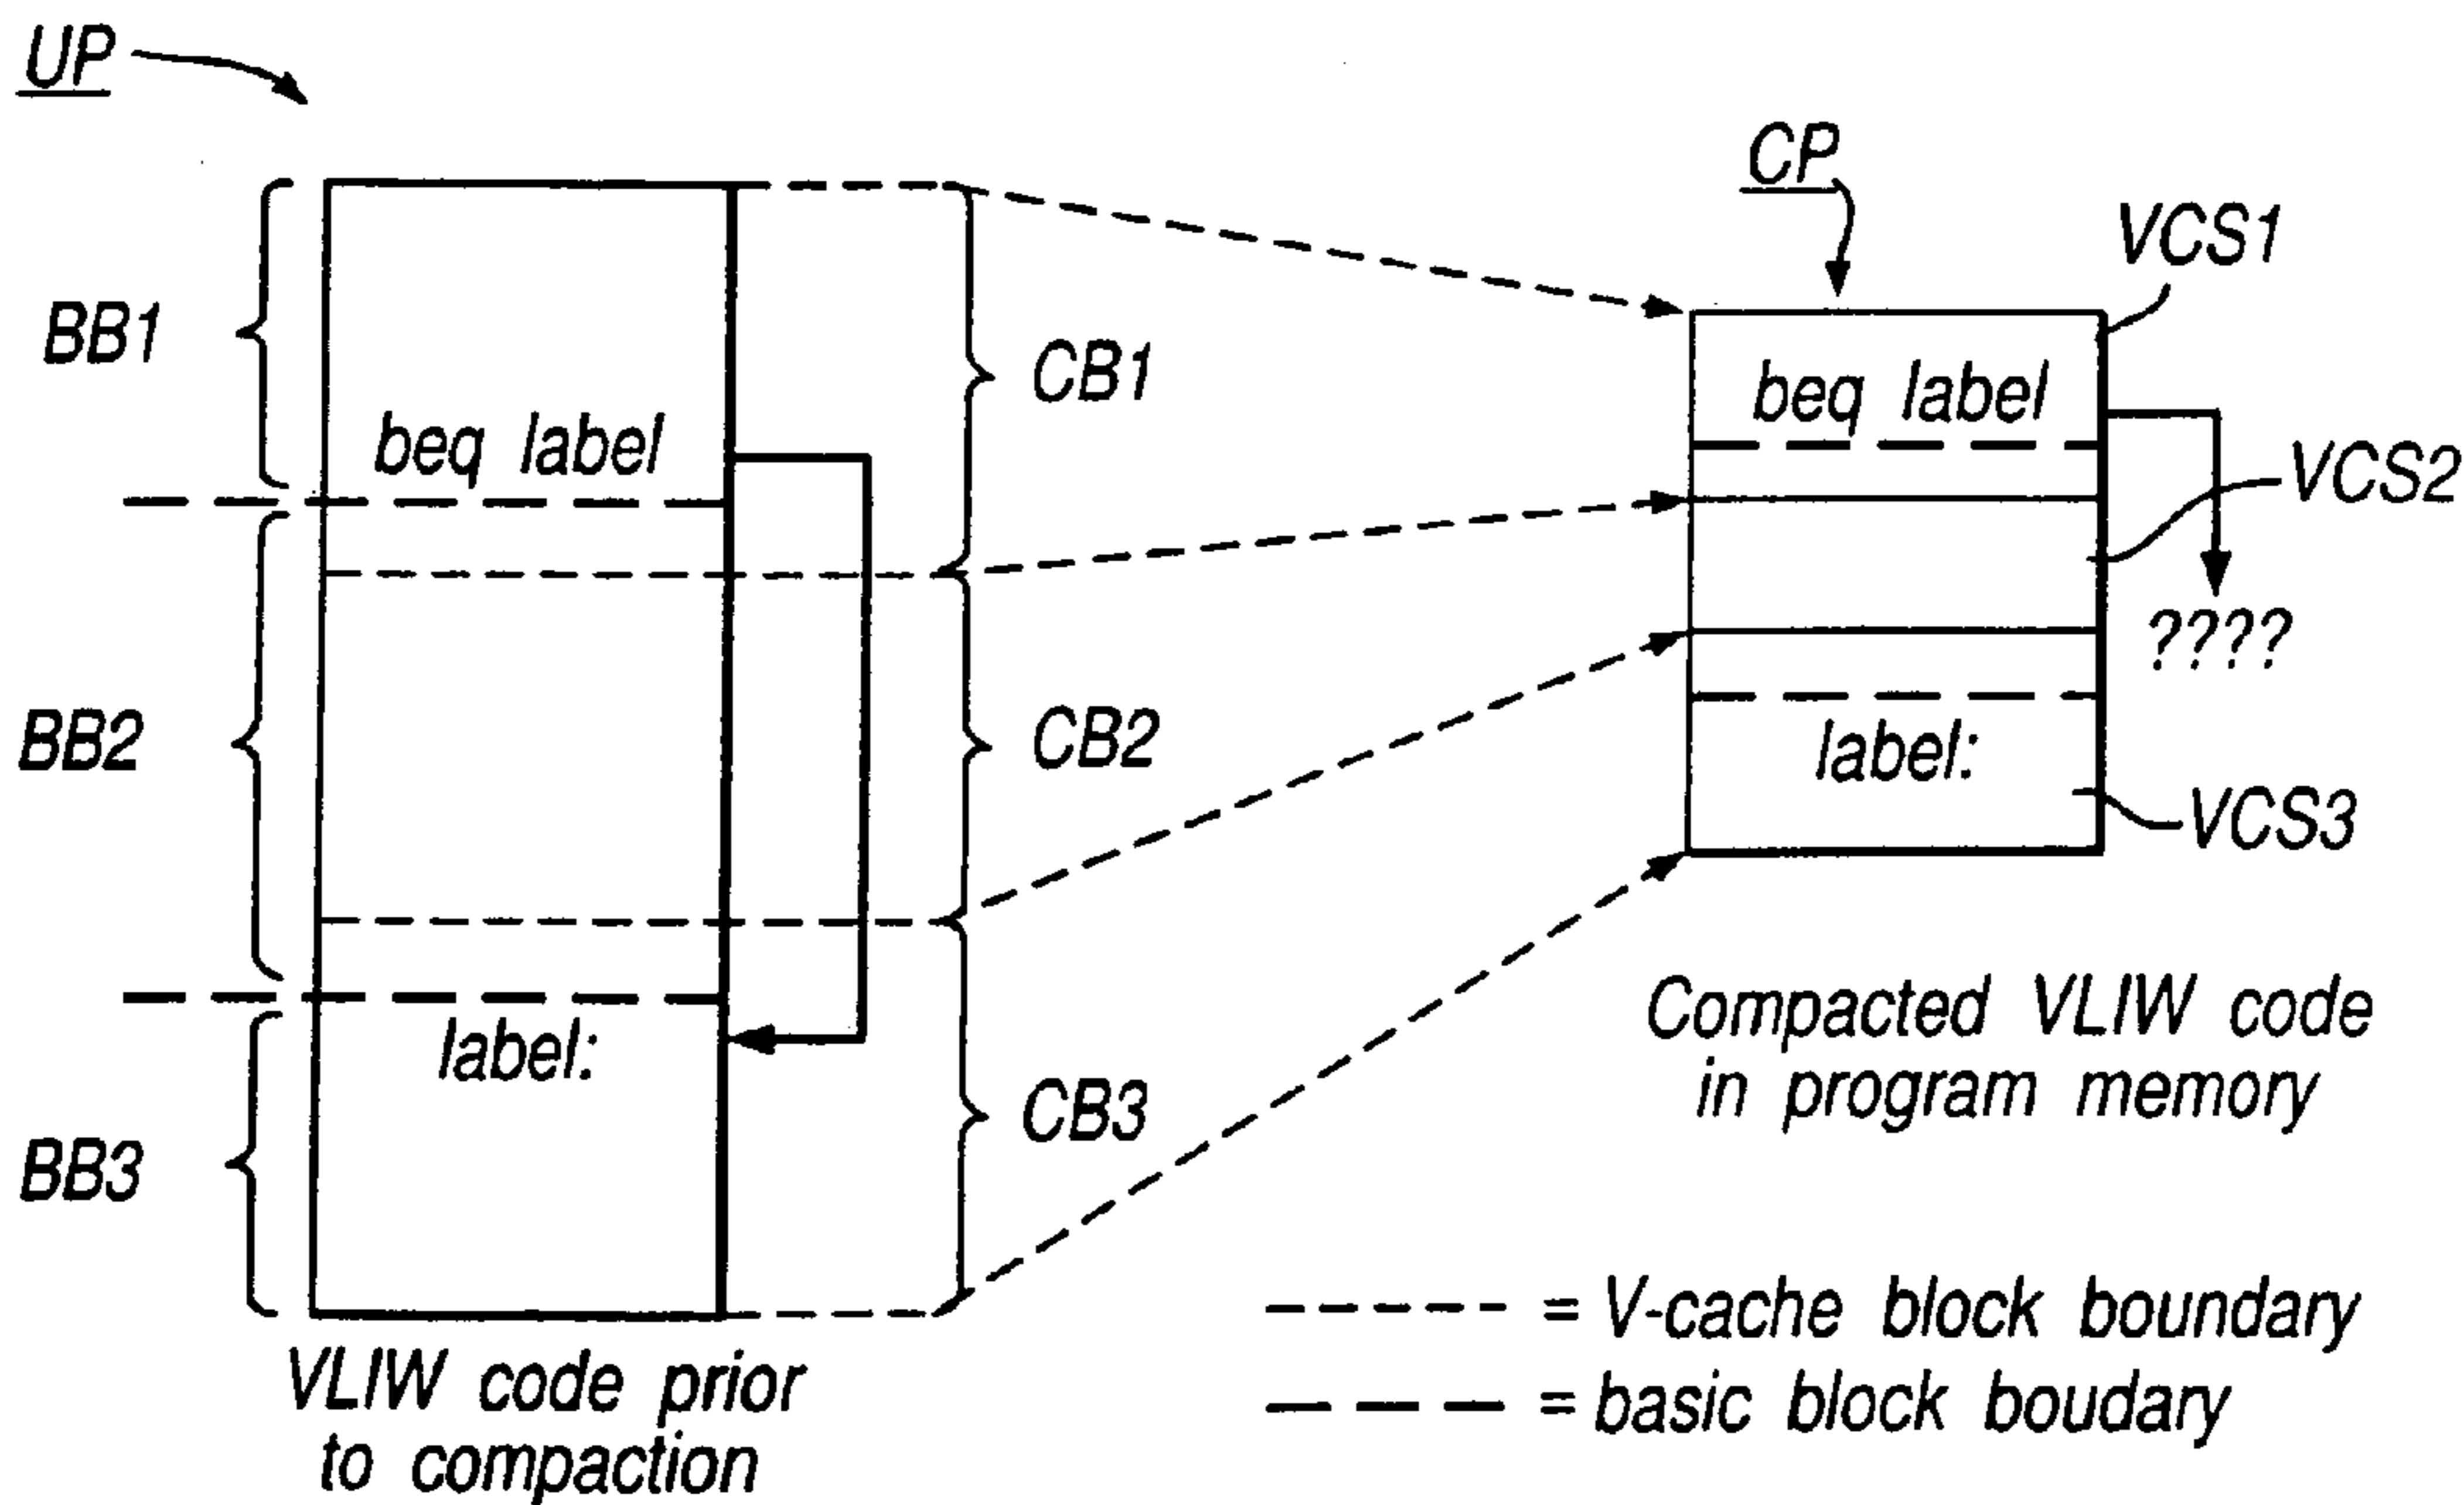 UP
BB1
BB2
BB3
beq label
label:
CB1
CB2
CB3
VLIW code prior
to compaction
CP
VCS1
beq label
VCS2
????
label:
VCS3
Compacted VLIW code
in program memory
= V-cache block boundary
= basic block boudary